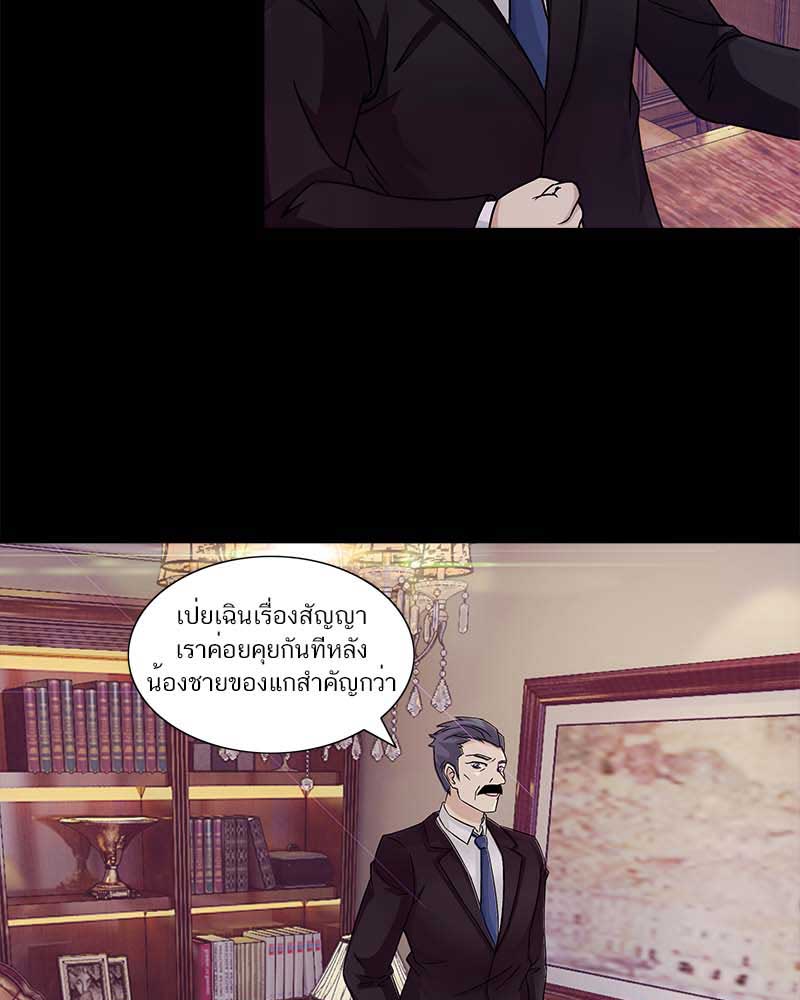 เป่ยเฉินเรื่องสัญญา
เราค่อยคุยกันทีหลัง
น้องชายของแกสำคัญกว่า